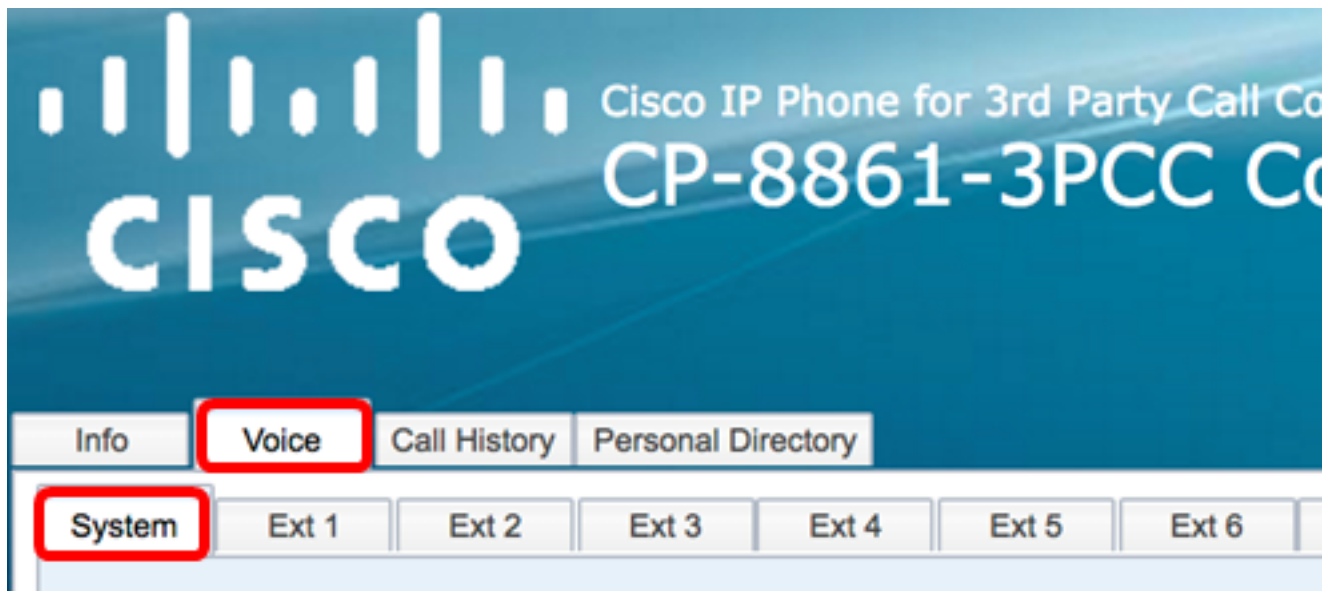 Cisco IP Phone for 3rd Party Call Co
CP-8861-3PCC Co
CISCO
Info Voice Call History Personal Directory
System Ext 1 Ext 2 Ext 3 Ext 4 Ext 5 Ext 6